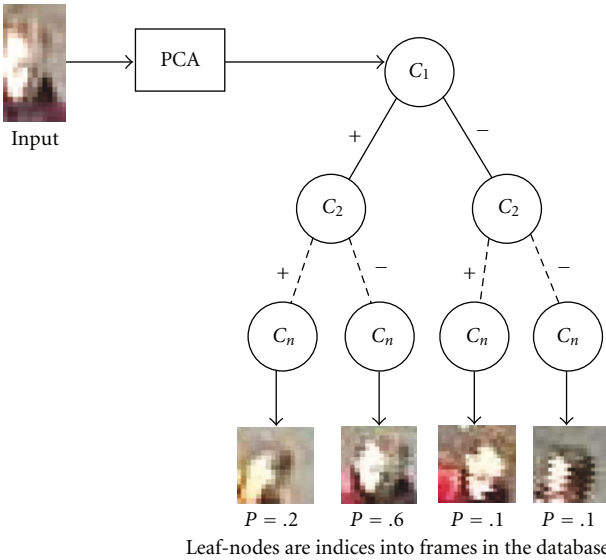 PCA
C1
Input
+ −
C2 C2
+ − + −
Cn Cn Cn Cn
P = .2 P = .6 P = .1 P = .1
Leaf-nodes are indices into frames in the database